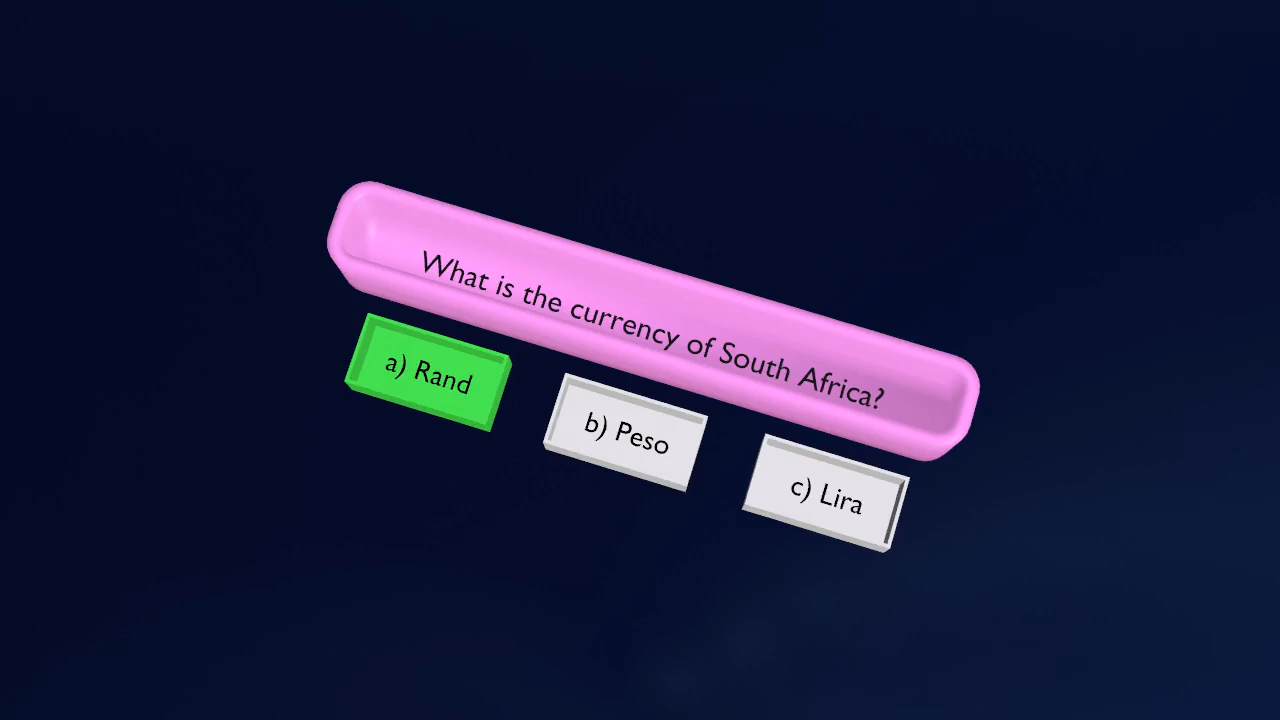 What is the currency of South Africa?
a) Rand
b) Peso
c) Lira